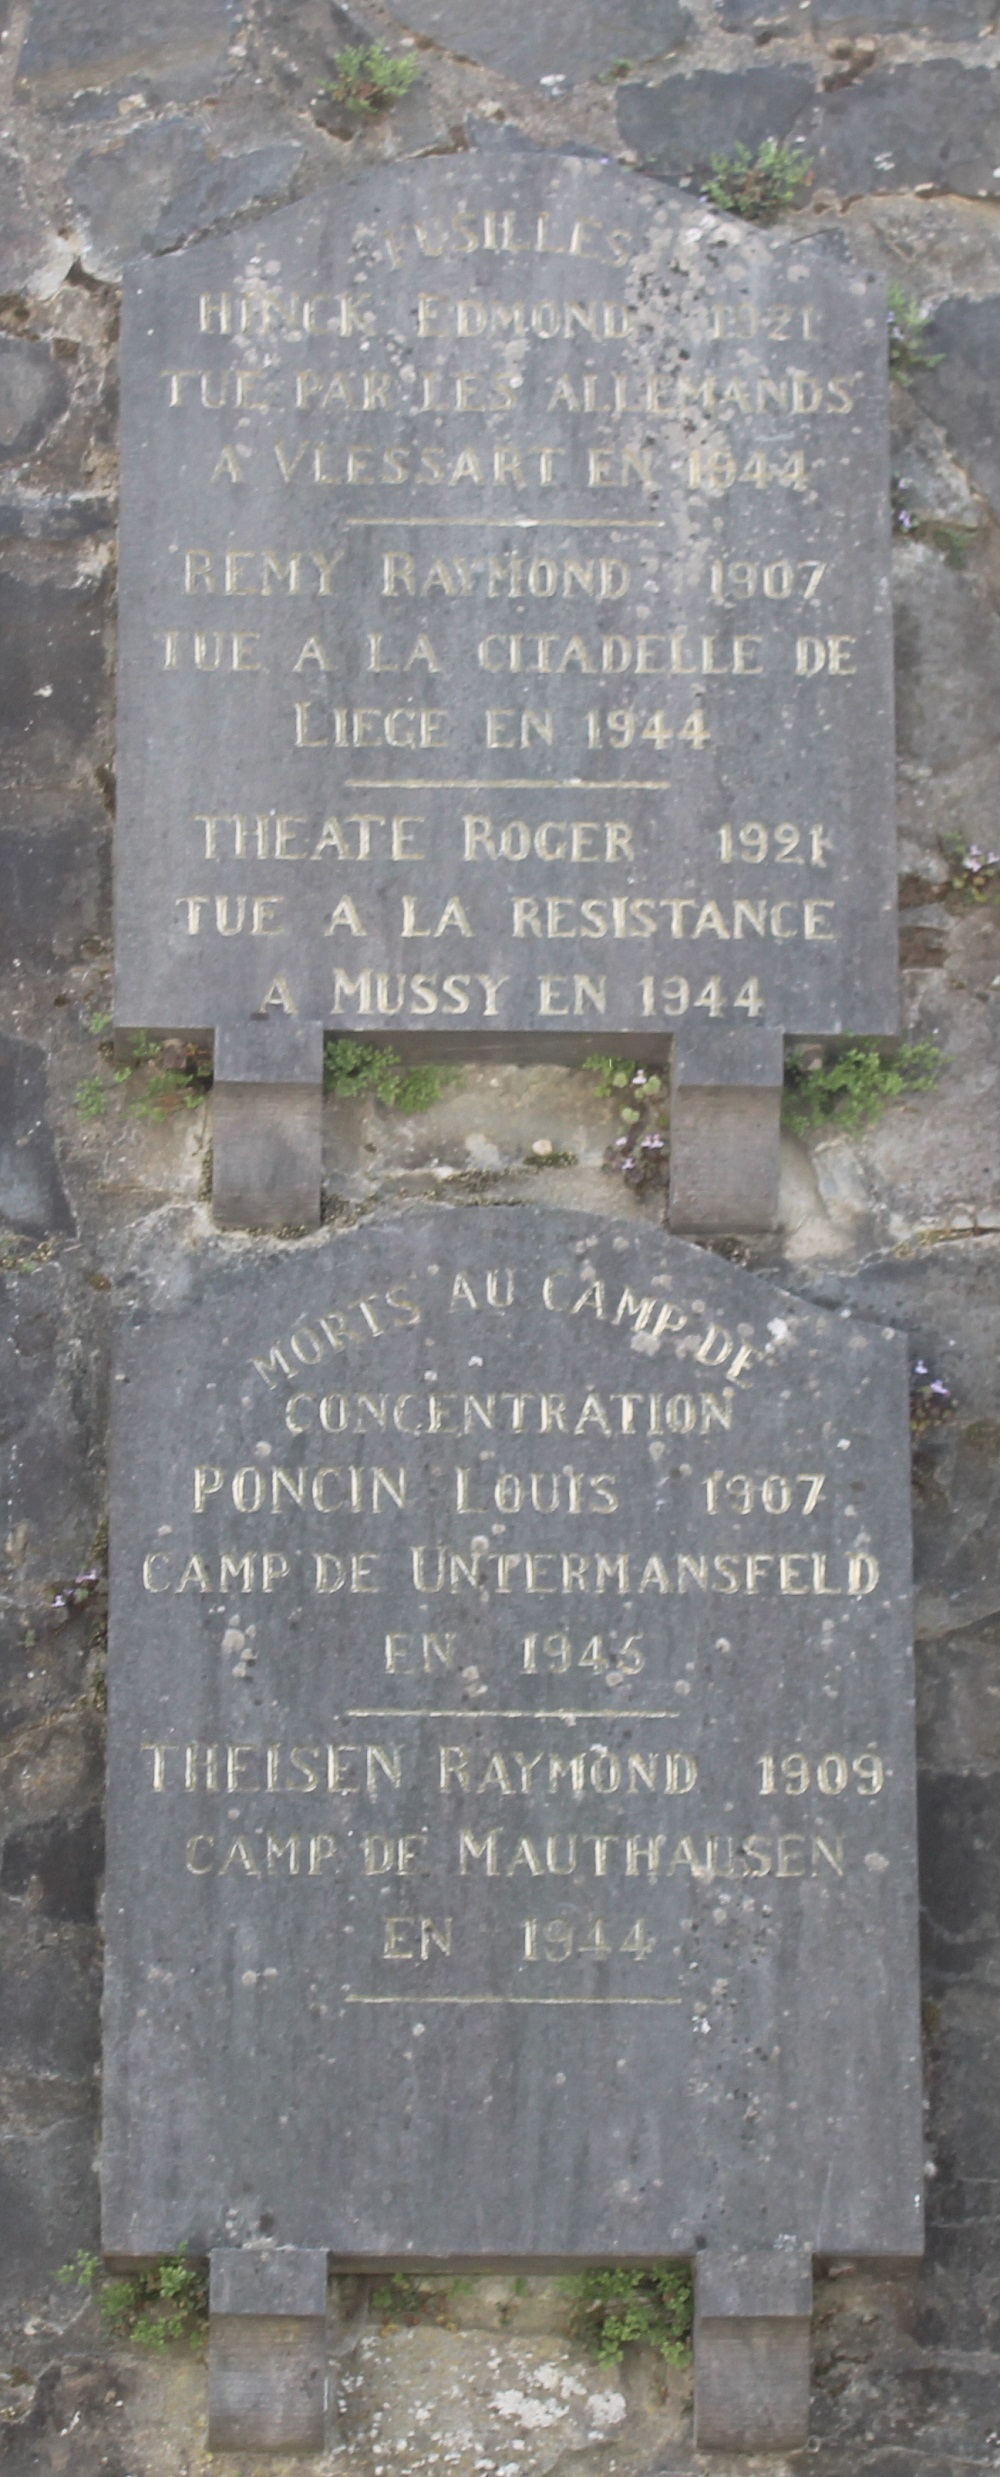 FUSILLES
HINCK EDMOND 1921
TUE PAR LES ALLEMANDS
A VLESSART EN 1944
REMY RAYMOND 1907
TUE A LA CITADELLE DE
LIEGE EN 1944
THEATE ROGER 1921
TUE A LA RESISTANCE
A MUSSY EN 1944
MORTS AU CAMP DE
CONCENTRATION
PONCIN LOUIS 1907
CAMP DE UNTERMANSFELD
EN 1945
THEISEN RAYMOND 1909
CAMP DE MAUTHAUSEN
EN 1944